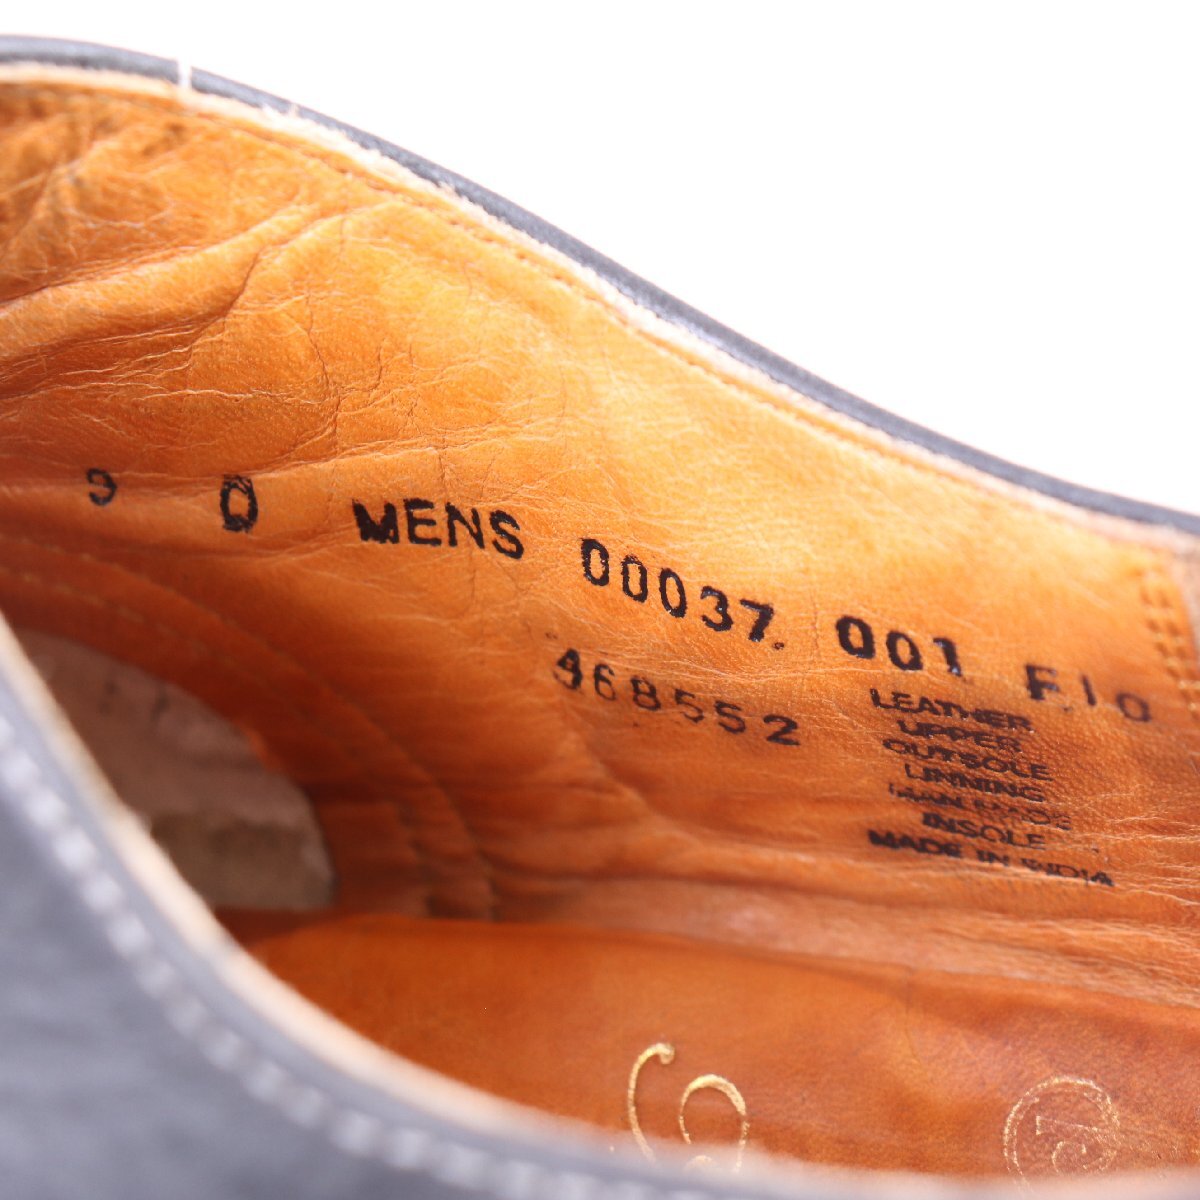 9 D MENS 00037 001 F10
468552
LEATHER
UPPER
OUTSOLE
LINNING
INSOLE
MADE IN INDIA